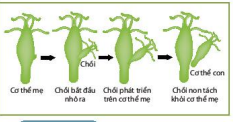 Chồi
Cơ thể con
Cơ thể mẹ
Chồi bắt đầu
nhô ra
Chồi phát triển
trên cơ thể mẹ
Chồi non tách
khỏi cơ thể mẹ